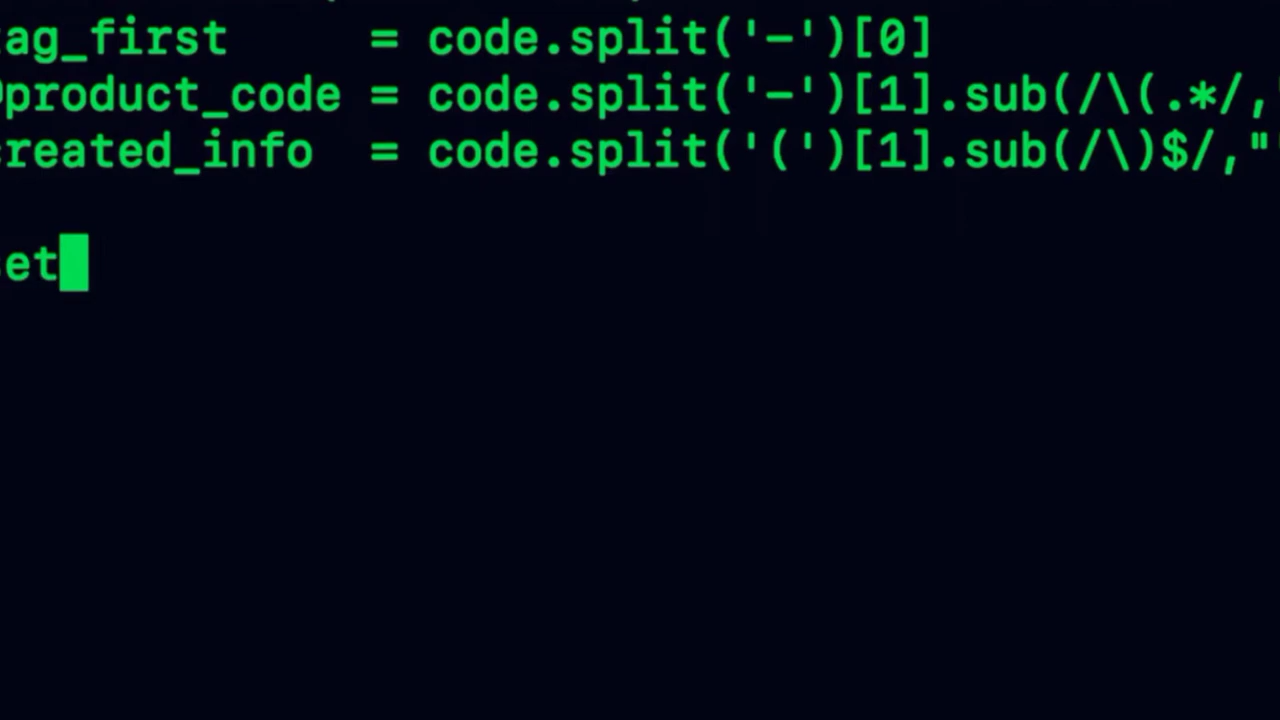 ag_first = code.split('-')[0]
product_code = code.split('-')[1].sub(/\(.*/,
reated_info = code.split('(')[1].sub(/\)$/,"
et